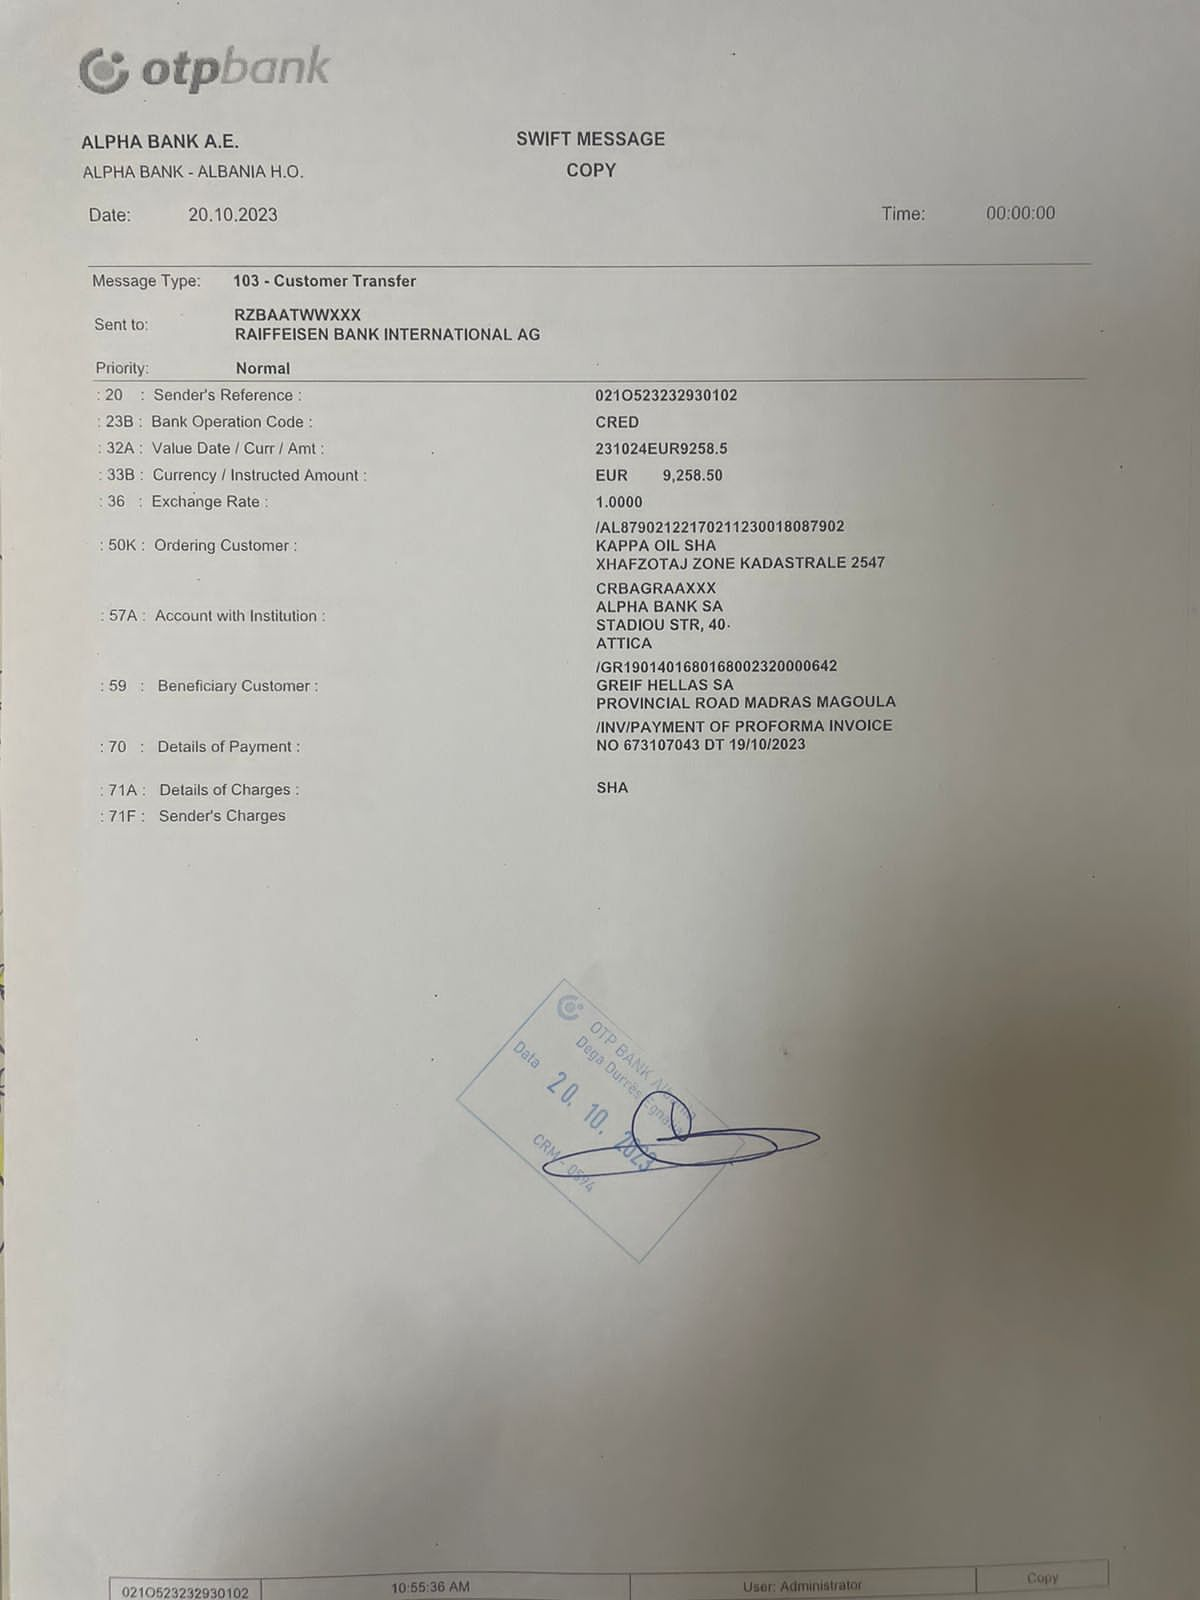 otpbank
ALPHA BANK A.E.
SWIFT MESSAGE
ALPHA BANK - ALBANIA H.O.
COPY
Date: 20.10.2023
Time: 00:00:00
Message Type: 103 - Customer Transfer
Sent to: RZBAATWWXXX
RAIFFEISEN BANK INTERNATIONAL AG
Priority: Normal
: 20 : Sender's Reference : 021O523232930102
: 23B : Bank Operation Code : CRED
: 32A : Value Date / Curr / Amt : 231024EUR9258.5
: 33B : Currency / Instructed Amount : EUR 9,258.50
: 36 : Exchange Rate : 1.0000
/AL87902122170211230018087902
: 50K : Ordering Customer : KAPPA OIL SHA
XHAFZOTAJ ZONE KADASTRALE 2547
CRBAGRAAXXX
ALPHA BANK SA
: 57A : Account with Institution : STADIOU STR, 40
ATTICA
/GR1901401680168002320000642
: 59 : Beneficiary Customer : GREIF HELLAS SA
PROVINCIAL ROAD MADRAS MAGOULA
/INV/PAYMENT OF PROFORMA INVOICE
: 70 : Details of Payment : NO 673107043 DT 19/10/2023
: 71A : Details of Charges : SHA
: 71F : Sender's Charges
OTP BANK Albania
Dega Durrës Egnatia
Data 20. 10. 2023
CRM - 0594
021O523232930102 10:55:36 AM User: Administrator Copy